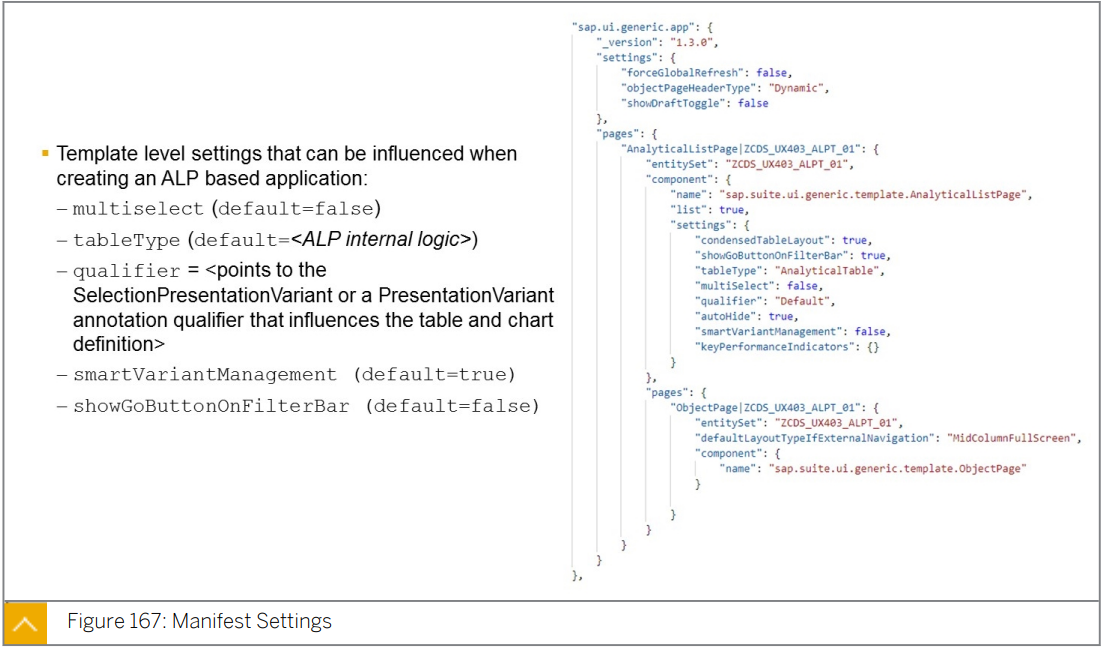 Template level settings that can be influenced when
creating an ALP based application:
– multiselect (default=false)
– tableType (default=<ALP internal logic>)
– qualifier = <points to the
SelectionPresentationVariant or a PresentationVariant
annotation qualifier that influences the table and chart
definition>
– smartVariantManagement (default=true)
– showGoButtonOnFilterBar (default=false)
"sap.ui.generic.app": {
"_version": "1.3.0",
"settings": {
"forceGlobalRefresh": false,
"objectPageHeaderType": "Dynamic",
"showDraftToggle": false
},
"pages": {
"AnalyticalListPage|ZCDS_UX403_ALPT_01": {
"entitySet": "ZCDS_UX403_ALPT_01",
"component": {
"name": "sap.suite.ui.generic.template.AnalyticalListPage",
"list": true,
"settings": {
"condensedTableLayout": true,
"showGoButtonOnFilterBar": true,
"tableType": "AnalyticalTable",
"multiSelect": false,
"qualifier": "Default",
"autoHide": true,
"smartVariantManagement": false,
"keyPerformanceIndicators": {}
}
},
"pages": {
"ObjectPage|ZCDS_UX403_ALPT_01": {
"entitySet": "ZCDS_UX403_ALPT_01",
"defaultLayoutTypeIfExternalNavigation": "MidColumnFullScreen",
"component": {
"name": "sap.suite.ui.generic.template.ObjectPage"
}
}
}
}
}
},
Figure 167: Manifest Settings